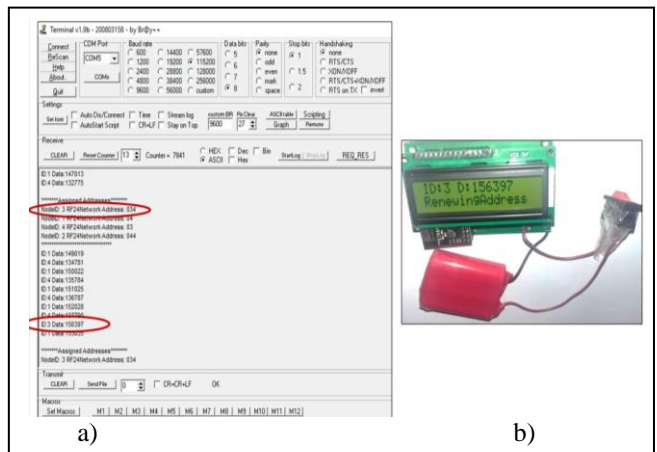 Terminal v1.9b - 200803158 - by Br@y++
Connect
ReScan
Help
About..
Quit
COM Port
COM5
COMs
Baud rate
600 14400 57600
1200 19200 115200
2400 28800 128000
4800 38400 256000
9600 56000 custom
Data bits
5
6
7
8
Parity
none
odd
even
mark
space
Stop bits
1
1.5
2
Handshaking
none
RTS/CTS
XON/XOFF
RTS/CTS+XON/XOFF
RTS on TX invert
Settings
Set font
Auto Dis/Connect Time Stream log
AutoStart Script CR=LF Stay on Top
custom BR Rx Clear
9600 27
ASCII table Scripting
Graph Remote
Receive
CLEAR Reset Counter 13 Counter = 7841
HEX Dec Bin
ASCII Hex
StartLog StopLog REQ_RES
ID:1 Data:147013
ID:4 Data:132775
*******Assigned Addresses*******
NodeID: 3 RF24Network Address: 034
NodeID: 1 RF24Network Address: 04
NodeID: 4 RF24Network Address: 03
NodeID: 2 RF24Network Address: 044
ID:1 Data:149019
ID:4 Data:134781
ID:1 Data:150022
ID:4 Data:135784
ID:1 Data:151025
ID:4 Data:136787
ID:1 Data:152028
ID:3 Data:156397
*******Assigned Addresses*******
NodeID: 3 RF24Network Address: 034
Transmit
CLEAR Send File 0 CR=CR+LF OK
Macros
Set Macros M1 M2 M3 M4 M5 M6 M7 M8 M9 M10 M11 M12
ID:3 D:156397
RenewingAddress
a) b)